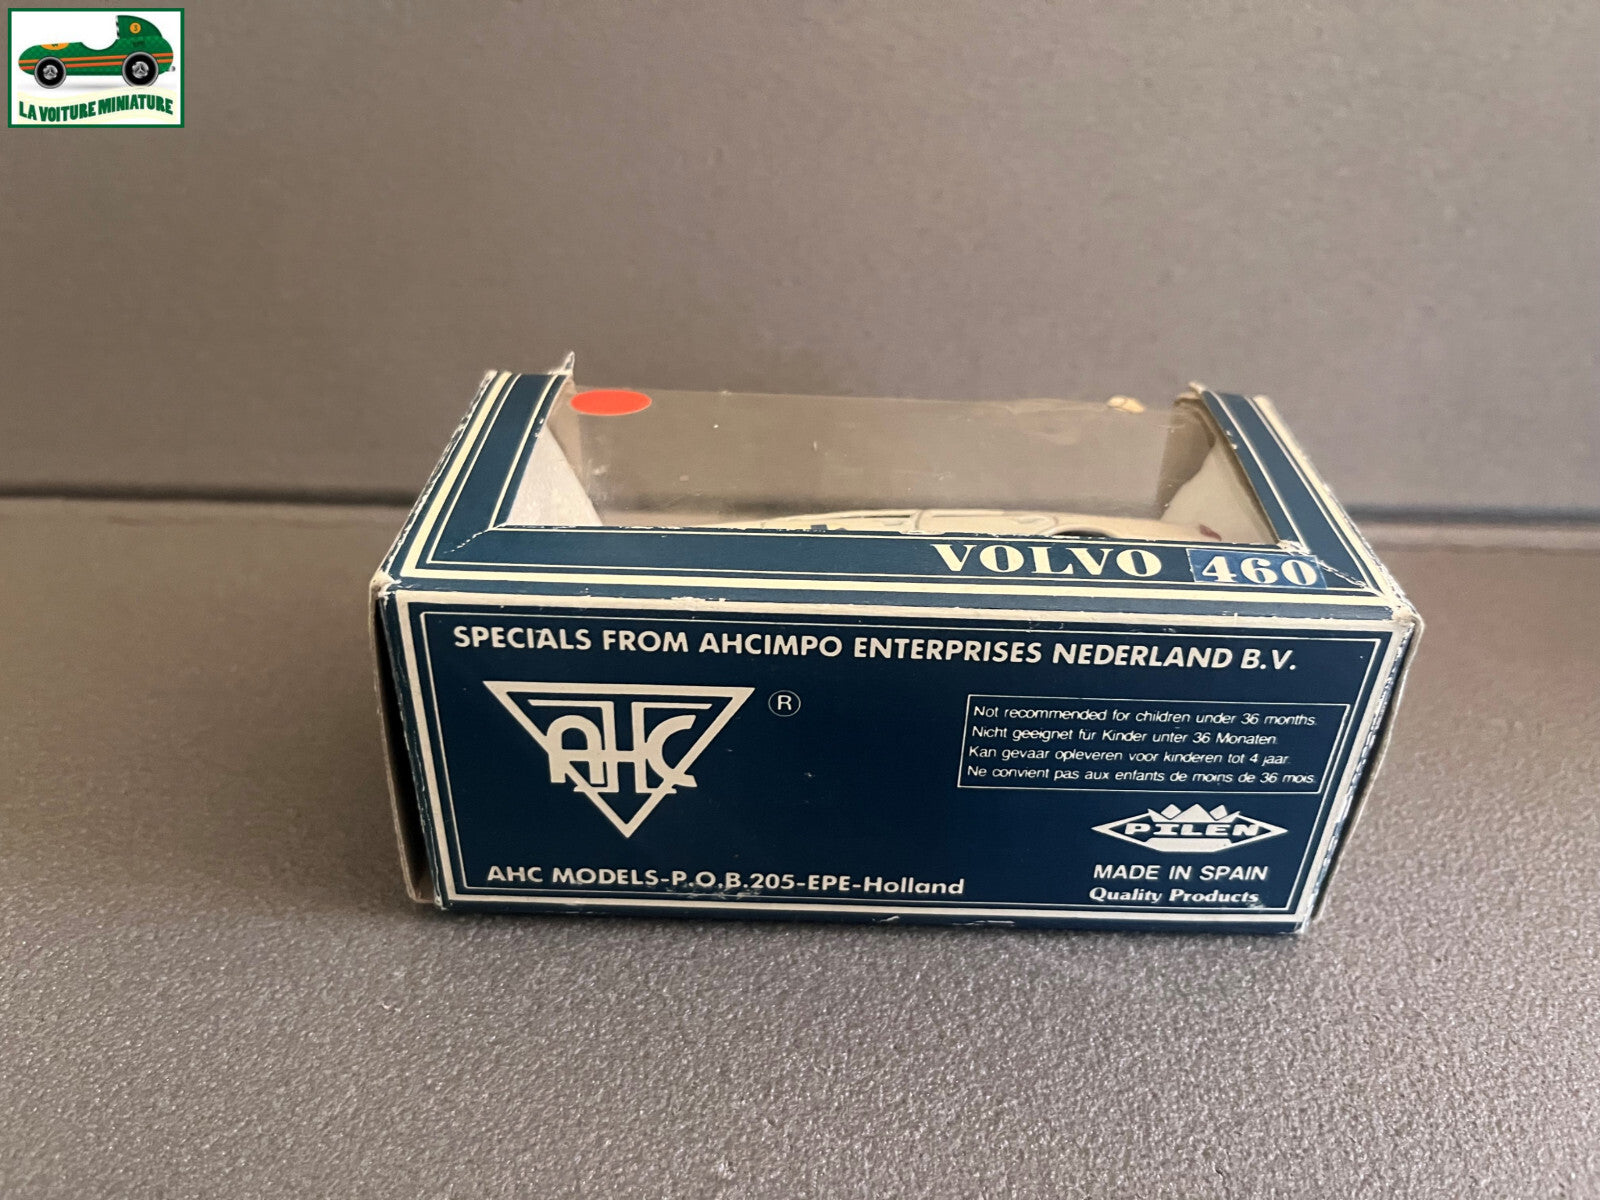 LA VOITURE MINIATURE
VOLVO 460
SPECIALS FROM AHCIMPO ENTERPRISES NEDERLAND B.V.
AHC ®
Not recommended for children under 36 months.
Nicht geeignet für Kinder unter 36 Monaten.
Kan gevaar opleveren voor kinderen tot 4 jaar.
Ne convient pas aux enfants de moins de 36 mois.
PILEN
MADE IN SPAIN
Quality Products
AHC MODELS-P.O.B.205-EPE-Holland